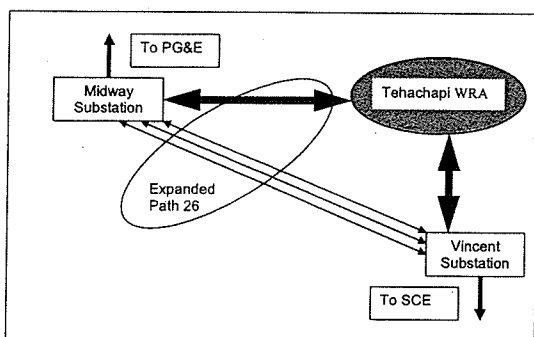 To PG&E
Midway
Substation
Tehachapi WRA
Expanded
Path 26
Vincent
Substation
To SCE